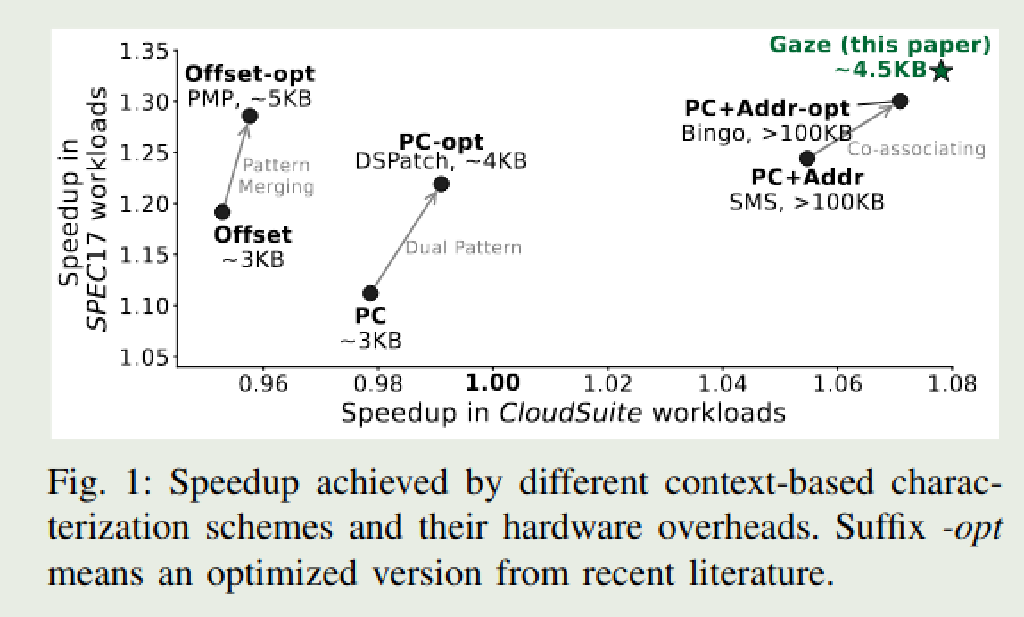 Speedup in
SPEC17 workloads
1.35
1.30
1.25
1.20
1.15
1.10
1.05
Offset-opt
PMP, ~5KB
Pattern
Merging
Offset
~3KB
PC-opt
DSPatch, ~4KB
Dual Pattern
PC
~3KB
Gaze (this paper)
~4.5KB
PC+Addr-opt
Bingo, >100KB
Co-associating
PC+Addr
SMS, >100KB
0.96 0.98 1.00 1.02 1.04 1.06 1.08
Speedup in CloudSuite workloads
Fig. 1: Speedup achieved by different context-based charac-
terization schemes and their hardware overheads. Suffix -opt
means an optimized version from recent literature.